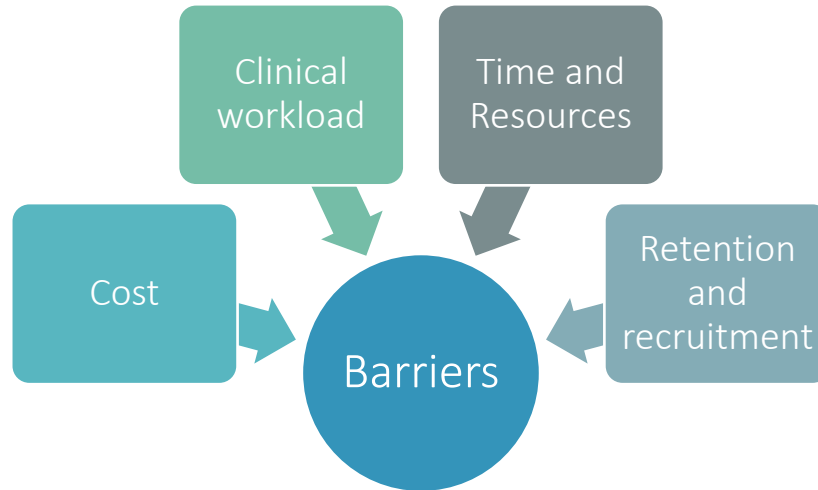 Clinical
workload
Time and
Resources
Cost
Retention
and
recruitment
Barriers